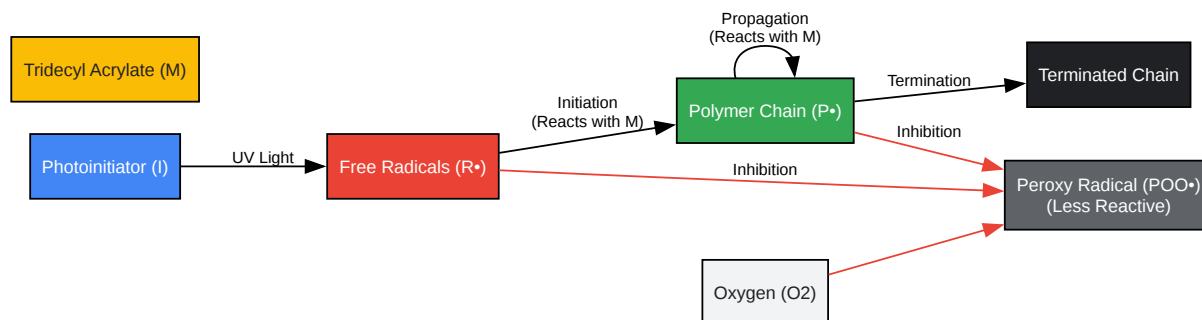 Propagation
(Reacts with M)
Tridecyl Acrylate (M)
Terminated Chain
Termination
Initiation
(Reacts with M)
Polymer Chain (P•)
Inhibition
Photoinitiator (I)
UV Light
Free Radicals (R•)
Inhibition
Peroxy Radical (POO•)
(Less Reactive)
Oxygen (O2)